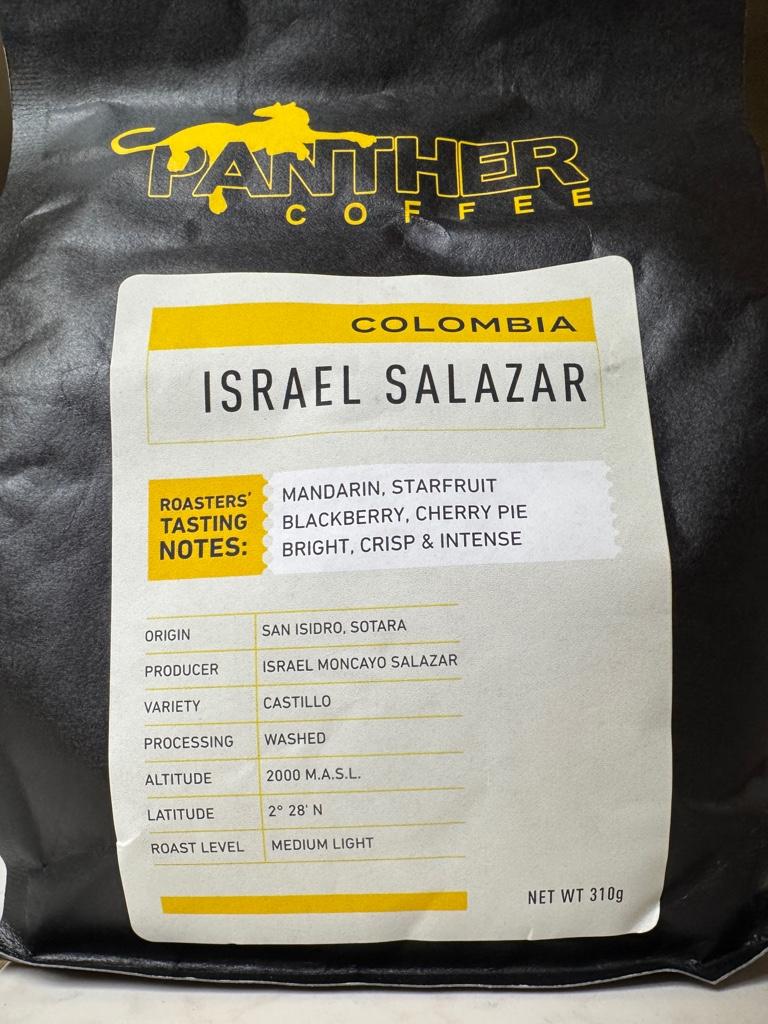 PANTHER
COFFEE
COLOMBIA
ISRAEL SALAZAR
ROASTERS'
TASTING
NOTES:
MANDARIN, STARFRUIT
BLACKBERRY, CHERRY PIE
BRIGHT, CRISP & INTENSE
ORIGIN SAN ISIDRO, SOTARA
PRODUCER ISRAEL MONCAYO SALAZAR
VARIETY CASTILLO
PROCESSING WASHED
ALTITUDE 2000 M.A.S.L.
LATITUDE 2° 28' N
ROAST LEVEL MEDIUM LIGHT
NET WT 310g